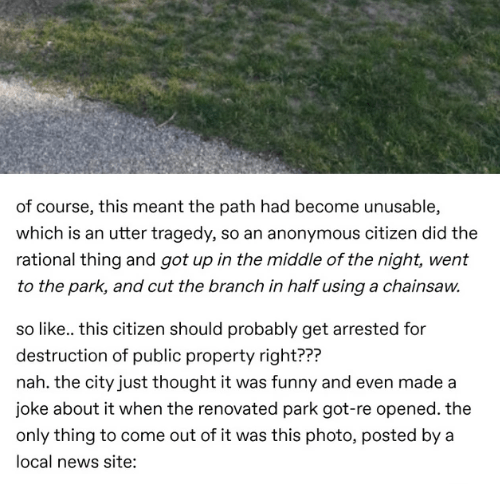 of course, this meant the path had become unusable,
which is an utter tragedy, so an anonymous citizen did the
rational thing and got up in the middle of the night, went
to the park, and cut the branch in half using a chainsaw.
so like.. this citizen should probably get arrested for
destruction of public property right???
nah. the city just thought it was funny and even made a
joke about it when the renovated park got-re opened. the
only thing to come out of it was this photo, posted by a
local news site: